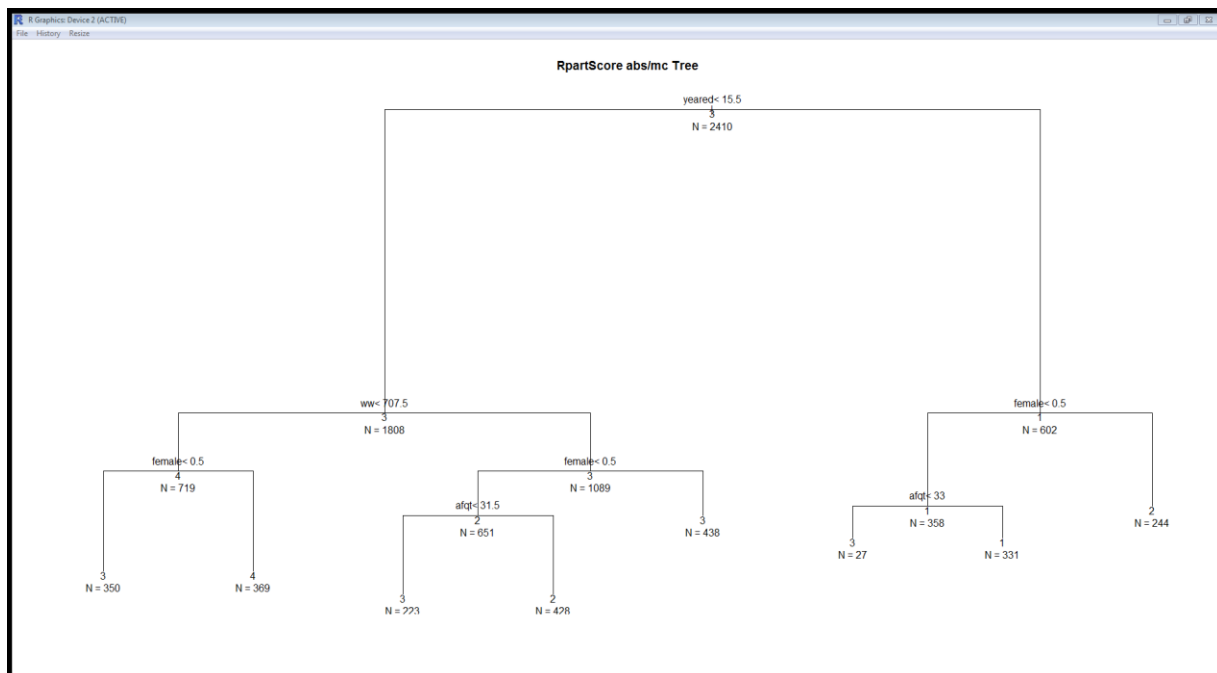 R Graphics: Device 2 (ACTIVE)
File History Resize
RpartScore abs/mc Tree
yeared< 15.5
3
N = 2410
ww< 707.5
3
N = 1808
female< 0.5
1
N = 602
female< 0.5
4
N = 719
female< 0.5
3
N = 1089
afqt< 31.5
2
N = 651
3
N = 438
afqt< 33
1
N = 358
2
N = 244
3
N = 27
1
N = 331
3
N = 350
4
N = 369
3
N = 223
2
N = 428